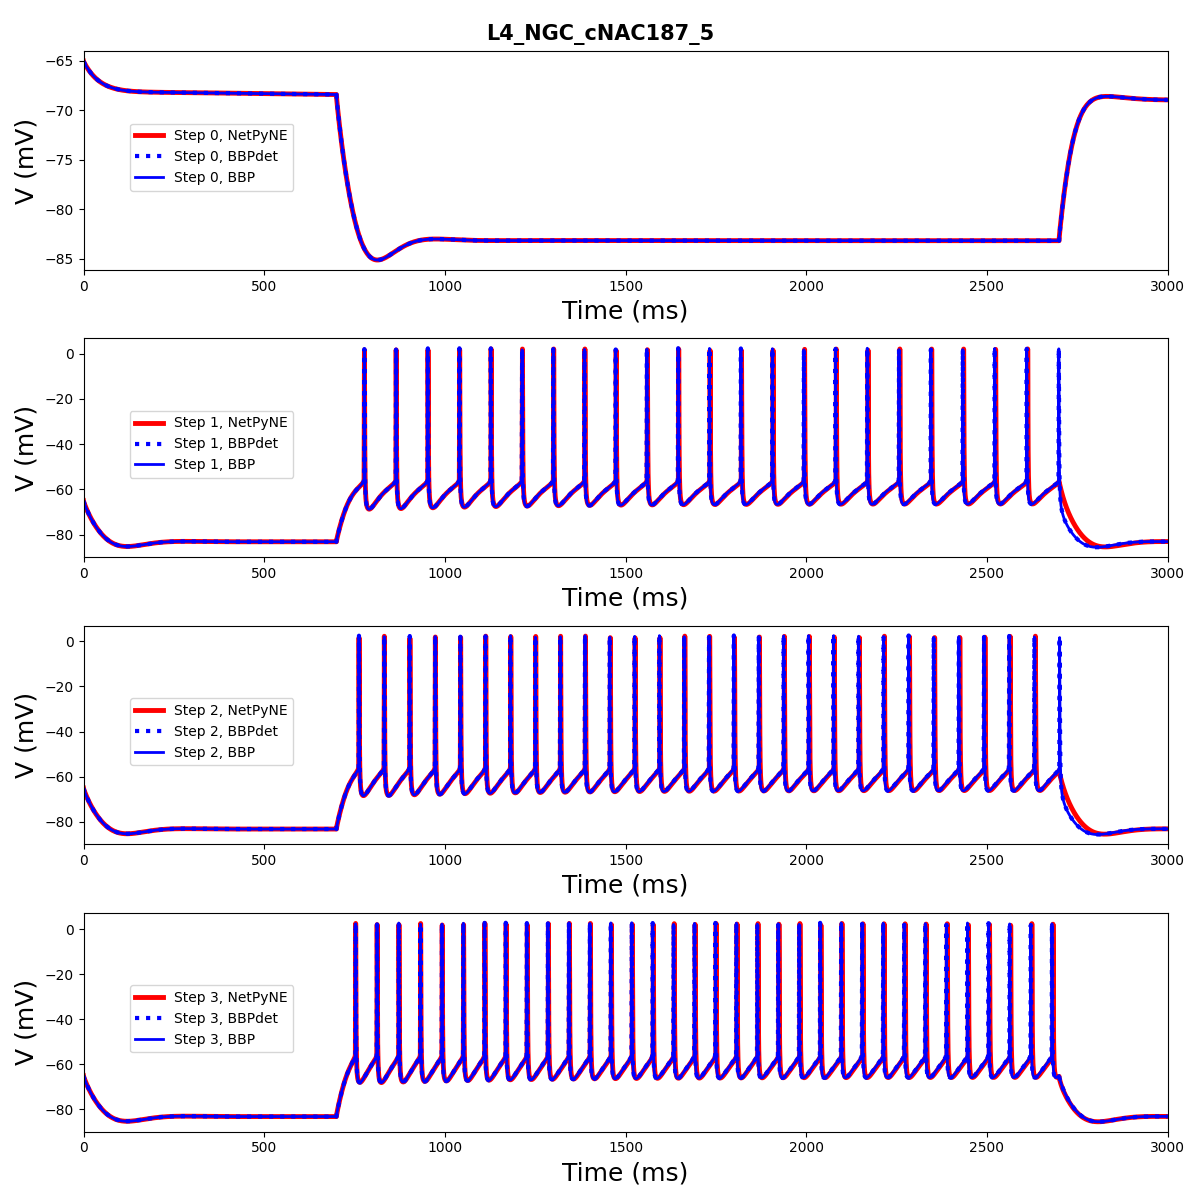 L4_NGC_cNAC187_5
−65
−70
−75
−80
−85
V (mV)
Step 0, NetPyNE
Step 0, BBPdet
Step 0, BBP
0 500 1000 1500 2000 2500 3000
Time (ms)
0
−20
−40
−60
−80
V (mV)
Step 1, NetPyNE
Step 1, BBPdet
Step 1, BBP
0 500 1000 1500 2000 2500 3000
Time (ms)
0
−20
−40
−60
−80
V (mV)
Step 2, NetPyNE
Step 2, BBPdet
Step 2, BBP
0 500 1000 1500 2000 2500 3000
Time (ms)
0
−20
−40
−60
−80
V (mV)
Step 3, NetPyNE
Step 3, BBPdet
Step 3, BBP
0 500 1000 1500 2000 2500 3000
Time (ms)